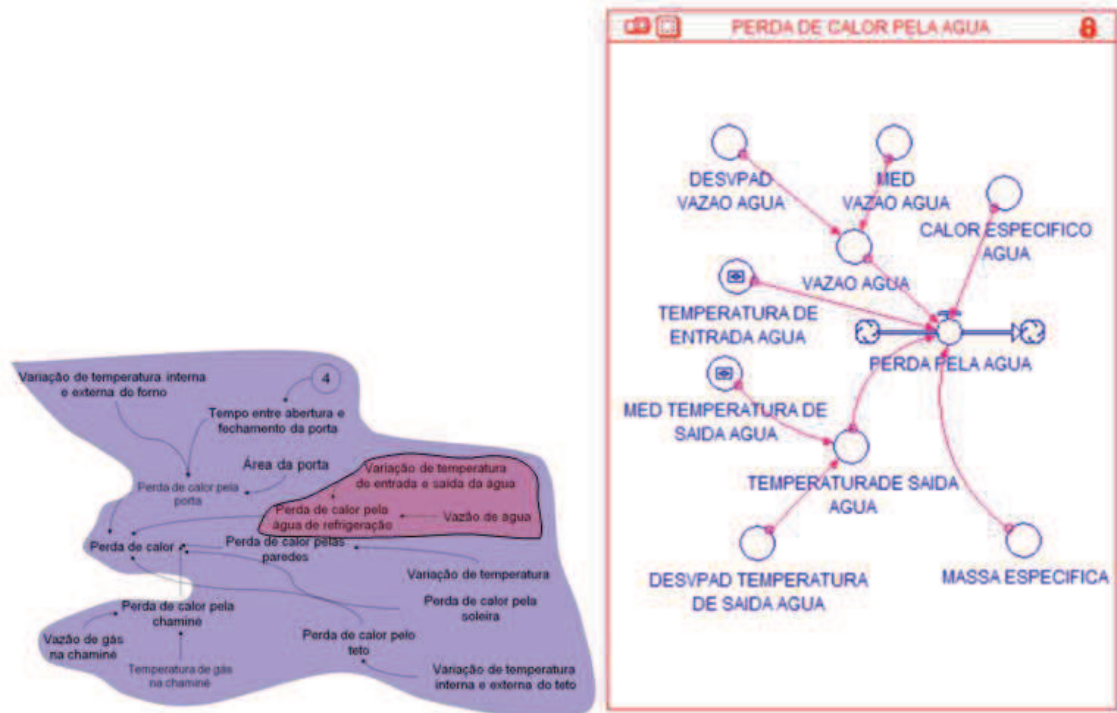 Variação de temperatura interna
e externa do forno
4
Tempo entre abertura e
fechamento da porta
Área da porta
Perda de calor pela
porta
Variação de temperatura
de entrada e saída da água
Perda de calor pela
água de refrigeração
Vazão de água
Perda de calor
Perda de calor pelas
paredes
Variação de temperatura
Perda de calor pela
chaminé
Perda de calor pela
soleira
Vazão de gás
na chaminé
Perda de calor pelo
teto
Temperatura de gás
na chaminé
Variação de temperatura
interna e externa do teto
PERDA DE CALOR PELA AGUA
DESVPAD
VAZAO AGUA
MED
VAZAO AGUA
CALOR ESPECIFICO
AGUA
VAZAO AGUA
TEMPERATURA DE
ENTRADA AGUA
PERDA PELA AGUA
MED TEMPERATURA DE
SAIDA AGUA
TEMPERATURADE SAIDA
AGUA
DESVPAD TEMPERATURA
DE SAIDA AGUA
MASSA ESPECIFICA